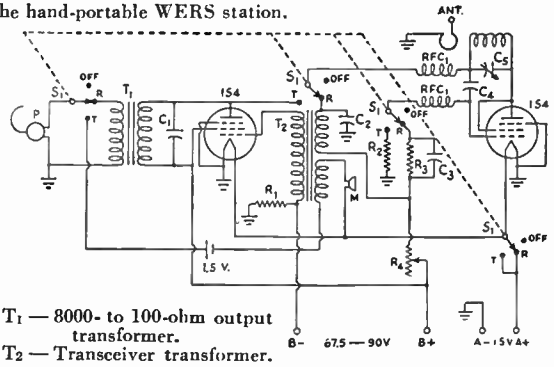 he hand-portable WERS station.
ANT.
OFF
S1
R
T
P
T1
C1
1S4
S1
OFF
T
R
T2
C2
M
R1
1.5 V.
RFC1
RFC1
C5
C4
1S4
S1
OFF
T
R
R2
R3
C3
R4
S1
OFF
T
R
B- 67.5 — 90V B+
A- 1.5V A+
T1 — 8000- to 100-ohm output
transformer.
T2 — Transceiver transformer.